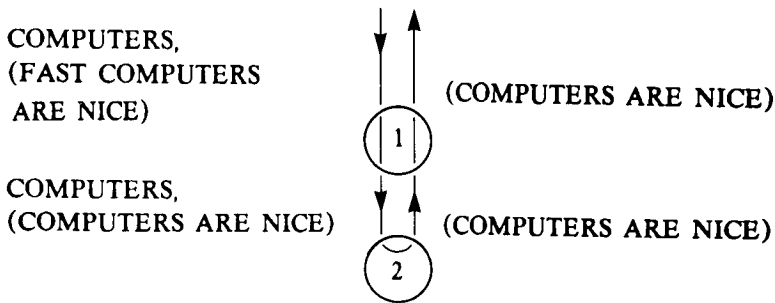 COMPUTERS,
(FAST COMPUTERS
ARE NICE)
(COMPUTERS ARE NICE)
1
COMPUTERS,
(COMPUTERS ARE NICE)
(COMPUTERS ARE NICE)
2